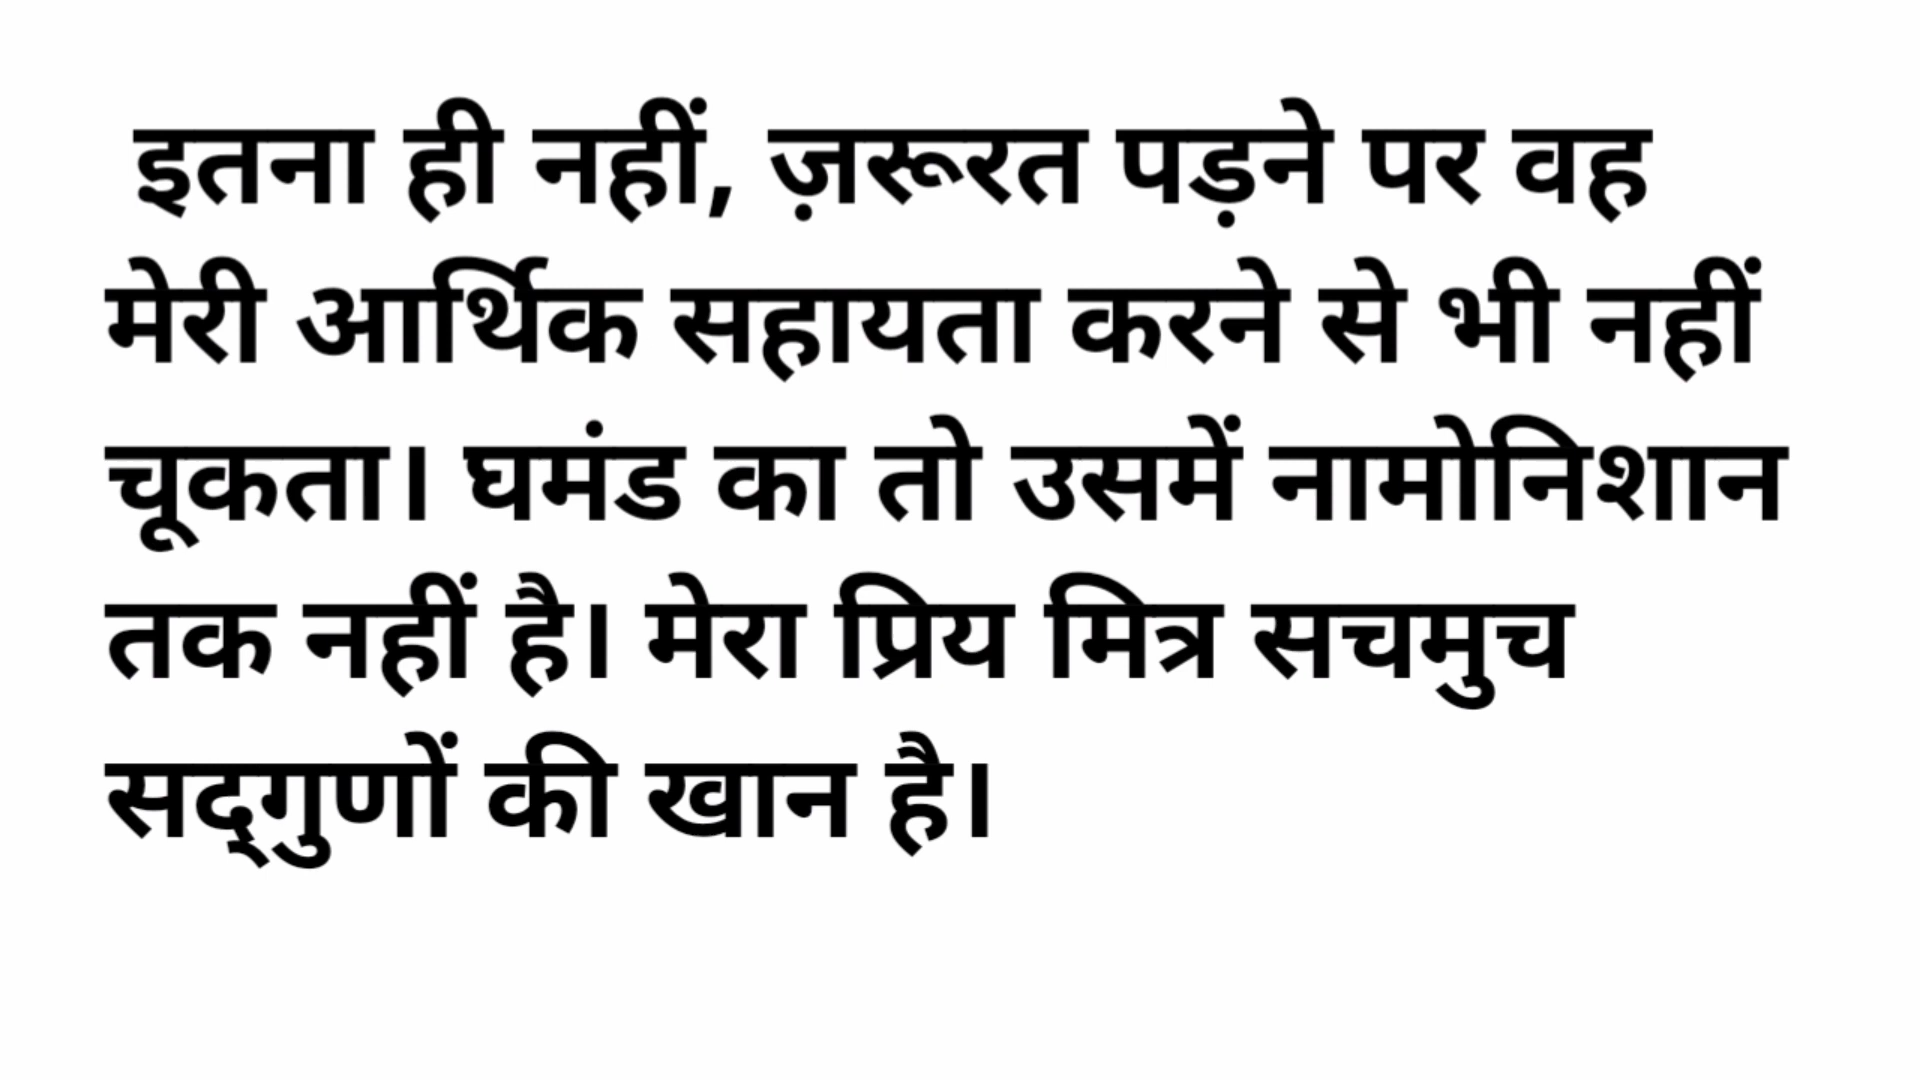 इतना ही नहीं, ज़रूरत पड़ने पर वह
मेरी आर्थिक सहायता करने से भी नहीं
चूकता। घमंड का तो उसमें नामोनिशान
तक नहीं है। मेरा प्रिय मित्र सचमुच
सद्‌गुणों की खान है।